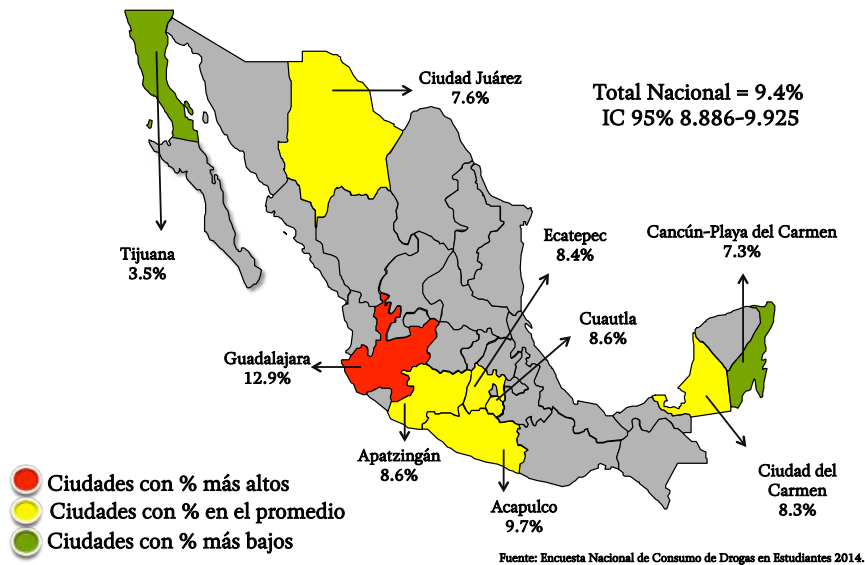 Ciudad Juárez
7.6%
Total Nacional = 9.4%
IC 95% 8.886-9.925
Tijuana
3.5%
Ecatepec
8.4%
Cancún-Playa del Carmen
7.3%
Cuautla
8.6%
Guadalajara
12.9%
Apatzingán
8.6%
Acapulco
9.7%
Ciudad del
Carmen
8.3%
Ciudades con % más altos
Ciudades con % en el promedio
Ciudades con % más bajos
Fuente: Encuesta Nacional de Consumo de Drogas en Estudiantes 2014.